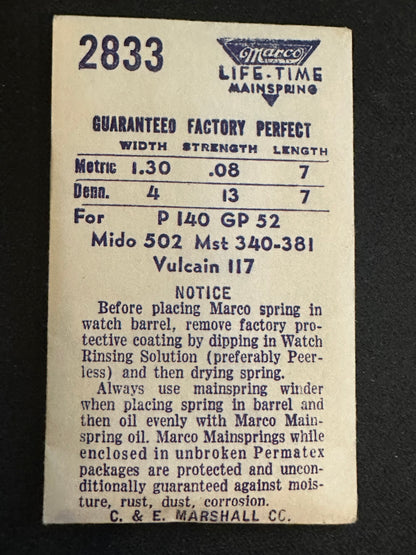 2833
Marco
LIFE-TIME
MAINSPRING
GUARANTEED FACTORY PERFECT
WIDTH STRENGTH LENGTH
Metric 1.30 .08 7
Denn. 4 13 7
For P 140 GP 52
Mido 502 Mst 340-381
Vulcain 117
NOTICE
Before placing Marco spring in
watch barrel, remove factory pro-
tective coating by dipping in Watch
Rinsing Solution (preferably Peer-
less) and then drying spring.
Always use mainspring winder
when placing spring in barrel and
then oil evenly with Marco Main-
spring oil. Marco Mainsprings while
enclosed in unbroken Permatex
packages are protected and uncon-
ditionally guaranteed against mois-
ture, rust, dust, corrosion.
C. & E. MARSHALL CO.